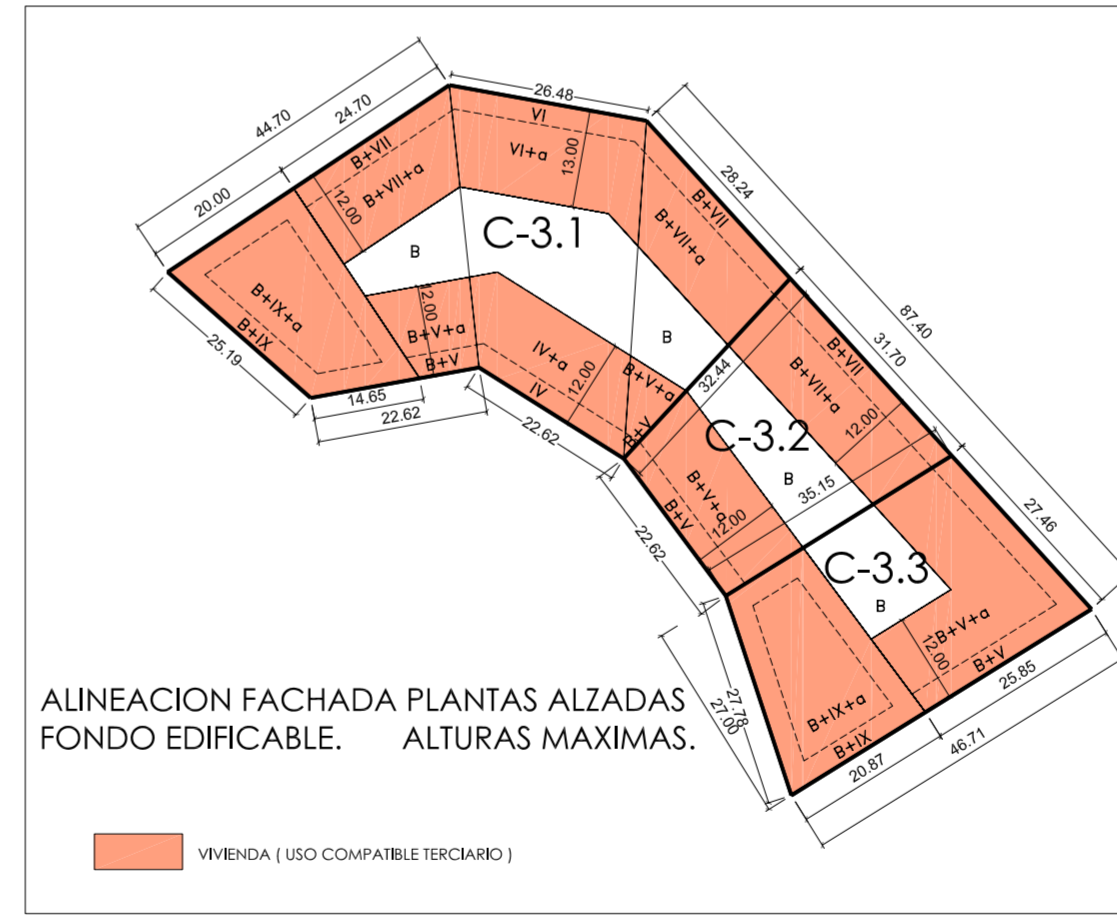 44.70
24.70
20.00
26.48
B+VII
B+VII+a
12.00
VI
VI+a
13.00
28.24
B+VII
B+VII+a
87.40
C-3.1
B
B
B+IX+a
B+IX
25.19
12.00
B+V+a
B+V
14.65
22.62
IV+a
IV
12.00
B+V+a
B+V
22.62
32.44
31.70
B+VII
B+VII+a
12.00
C-3.2
B
35.15
B+V+a
B+V
12.00
22.62
27.46
C-3.3
B
B+V+a
B+V
12.00
25.85
46.71
20.87
B+IX+a
B+IX
27.78
27.00
ALINEACION FACHADA PLANTAS ALZADAS
FONDO EDIFICABLE. ALTURAS MAXIMAS.
VIVIENDA ( USO COMPATIBLE TERCIARIO )